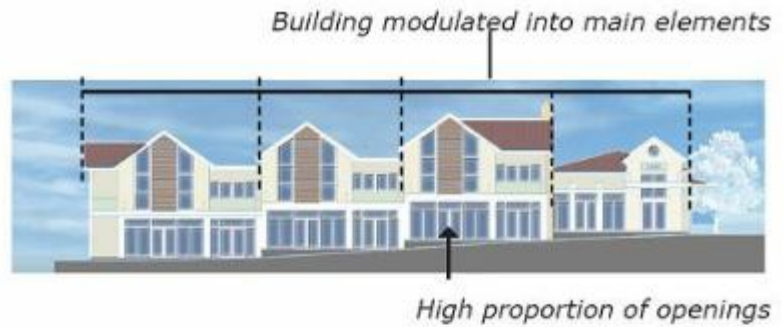 Building modulated into main elements
High proportion of openings